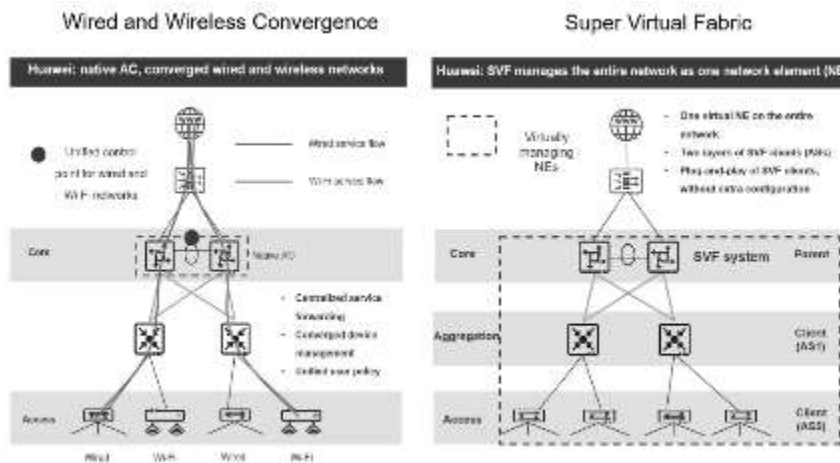 Wired and Wireless Convergence
Huawei: native AC, converged wired and wireless networks
WWW
Unified control
point for wired and
Wi-Fi networks
Wired service flow
Wi-Fi service flow
Core
Native AC
• Centralized service
forwarding
• Converged device
management
• Unified user policy
Access
Wired
Wi-Fi
Wired
Wi-Fi
Super Virtual Fabric
Huawei: SVF manages the entire network as one network element (NE
Virtually
managing
NEs
WWW
• One virtual NE on the entire
network
• Two layers of SVF clients (ASs)
• Plug-and-play of SVF clients,
without extra configuration
Core
SVF system
Parent
Aggregation
Client
(AS1)
Access
Client